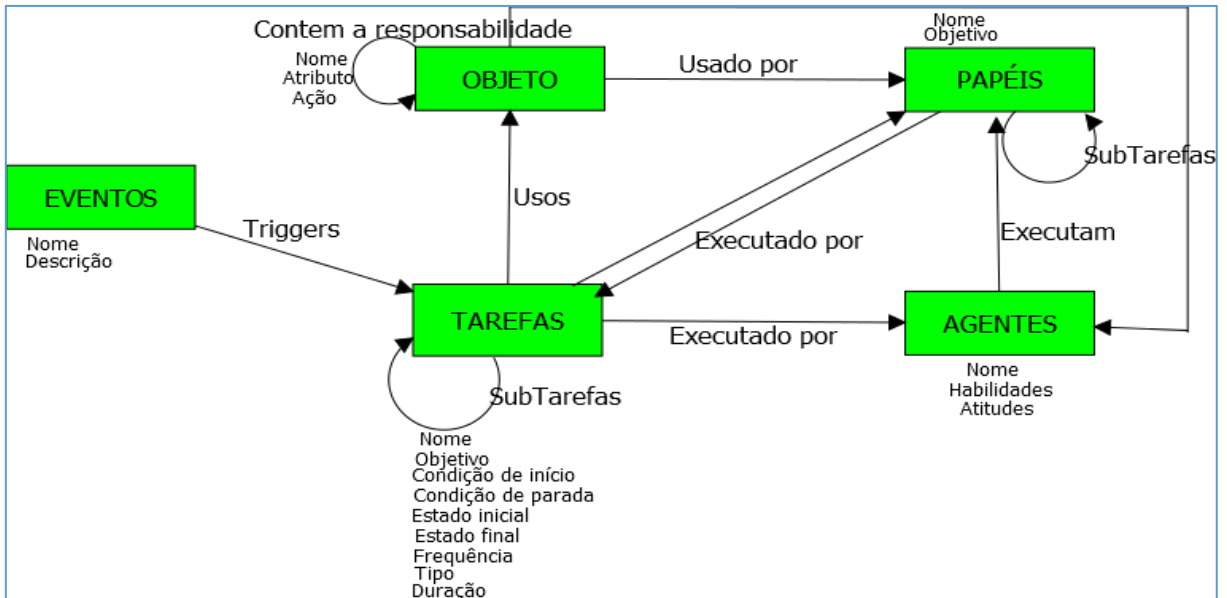 Contem a responsabilidade
Nome
Atributo
Ação
OBJETO
Usado por
Nome
Objetivo
PAPÉIS
SubTarefas
EVENTOS
Nome
Descrição
Triggers
Usos
Executado por
Executam
TAREFAS
Executado por
AGENTES
Nome
Habilidades
Atitudes
SubTarefas
Nome
Objetivo
Condição de início
Condição de parada
Estado inicial
Estado final
Frequência
Tipo
Duração